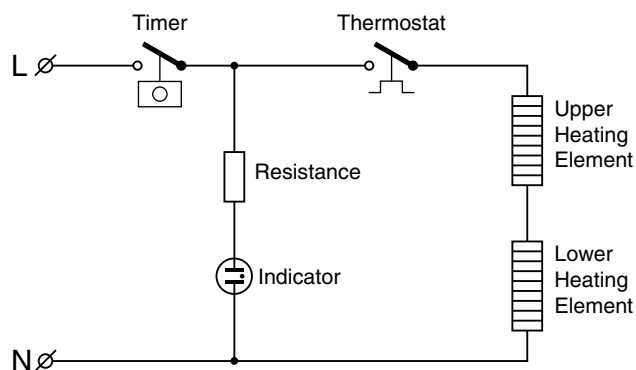 Timer
Thermostat
L
Upper
Heating
Element
Resistance
Lower
Heating
Element
Indicator
N